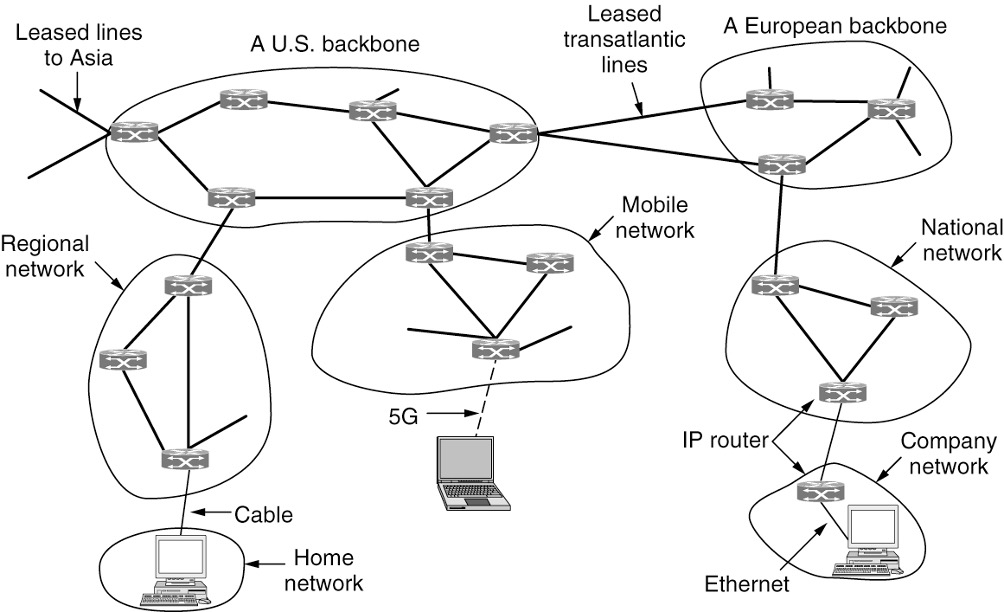 Leased lines
to Asia
A U.S. backbone
Leased
transatlantic
lines
A European backbone
Regional
network
Mobile
network
National
network
5G
IP router
Company
network
Cable
Home
network
Ethernet